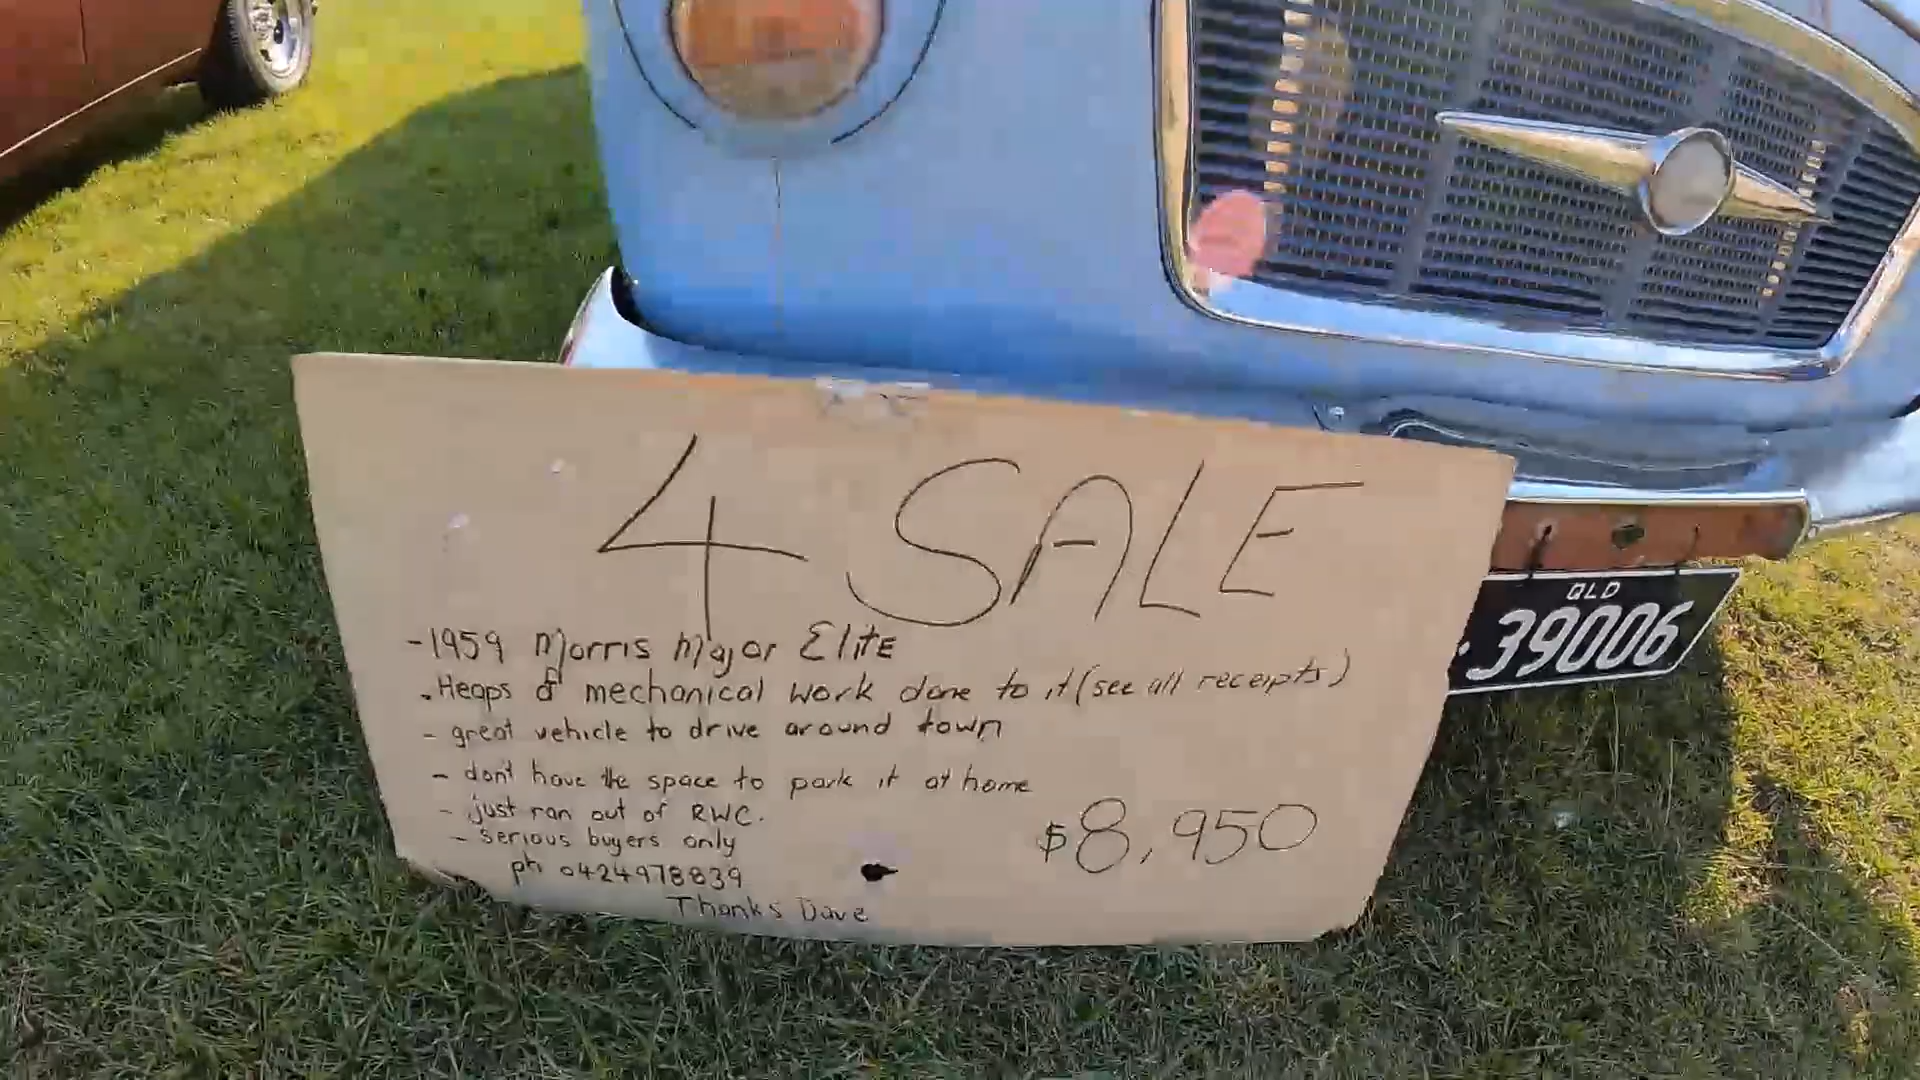 4 SALE
- 1959 Morris Major Elite
. Heaps of mechanical work done to it (see all receipts)
- great vehicle to drive around town
- don't have the space to park it at home
- just ran out of RWC.
- serious buyers only
$8,950
ph 0424978839
Thanks Dave
QLD
39006